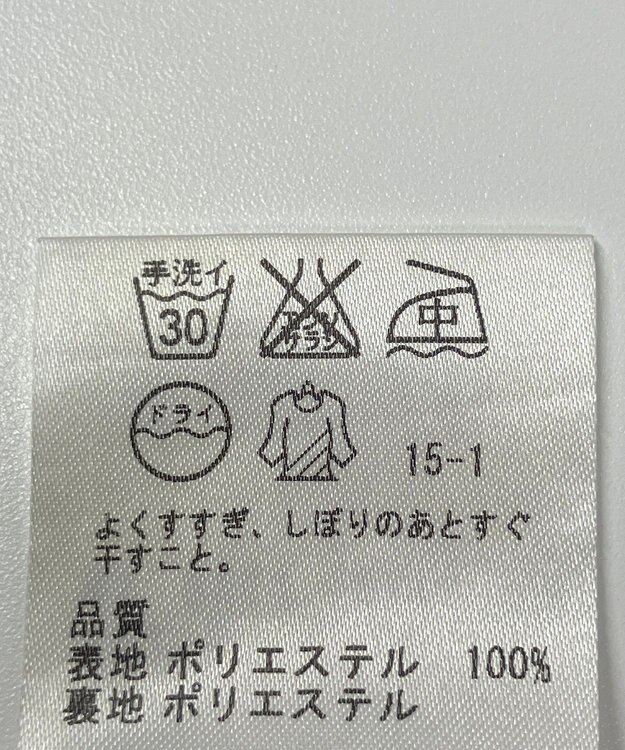 手洗イ
30
エンソ
サラシ
中
ドライ
15-1
よくすすぎ、しぼりのあとすぐ
干すこと。
品質
表地 ポリエステル 100%
裏地 ポリエステル